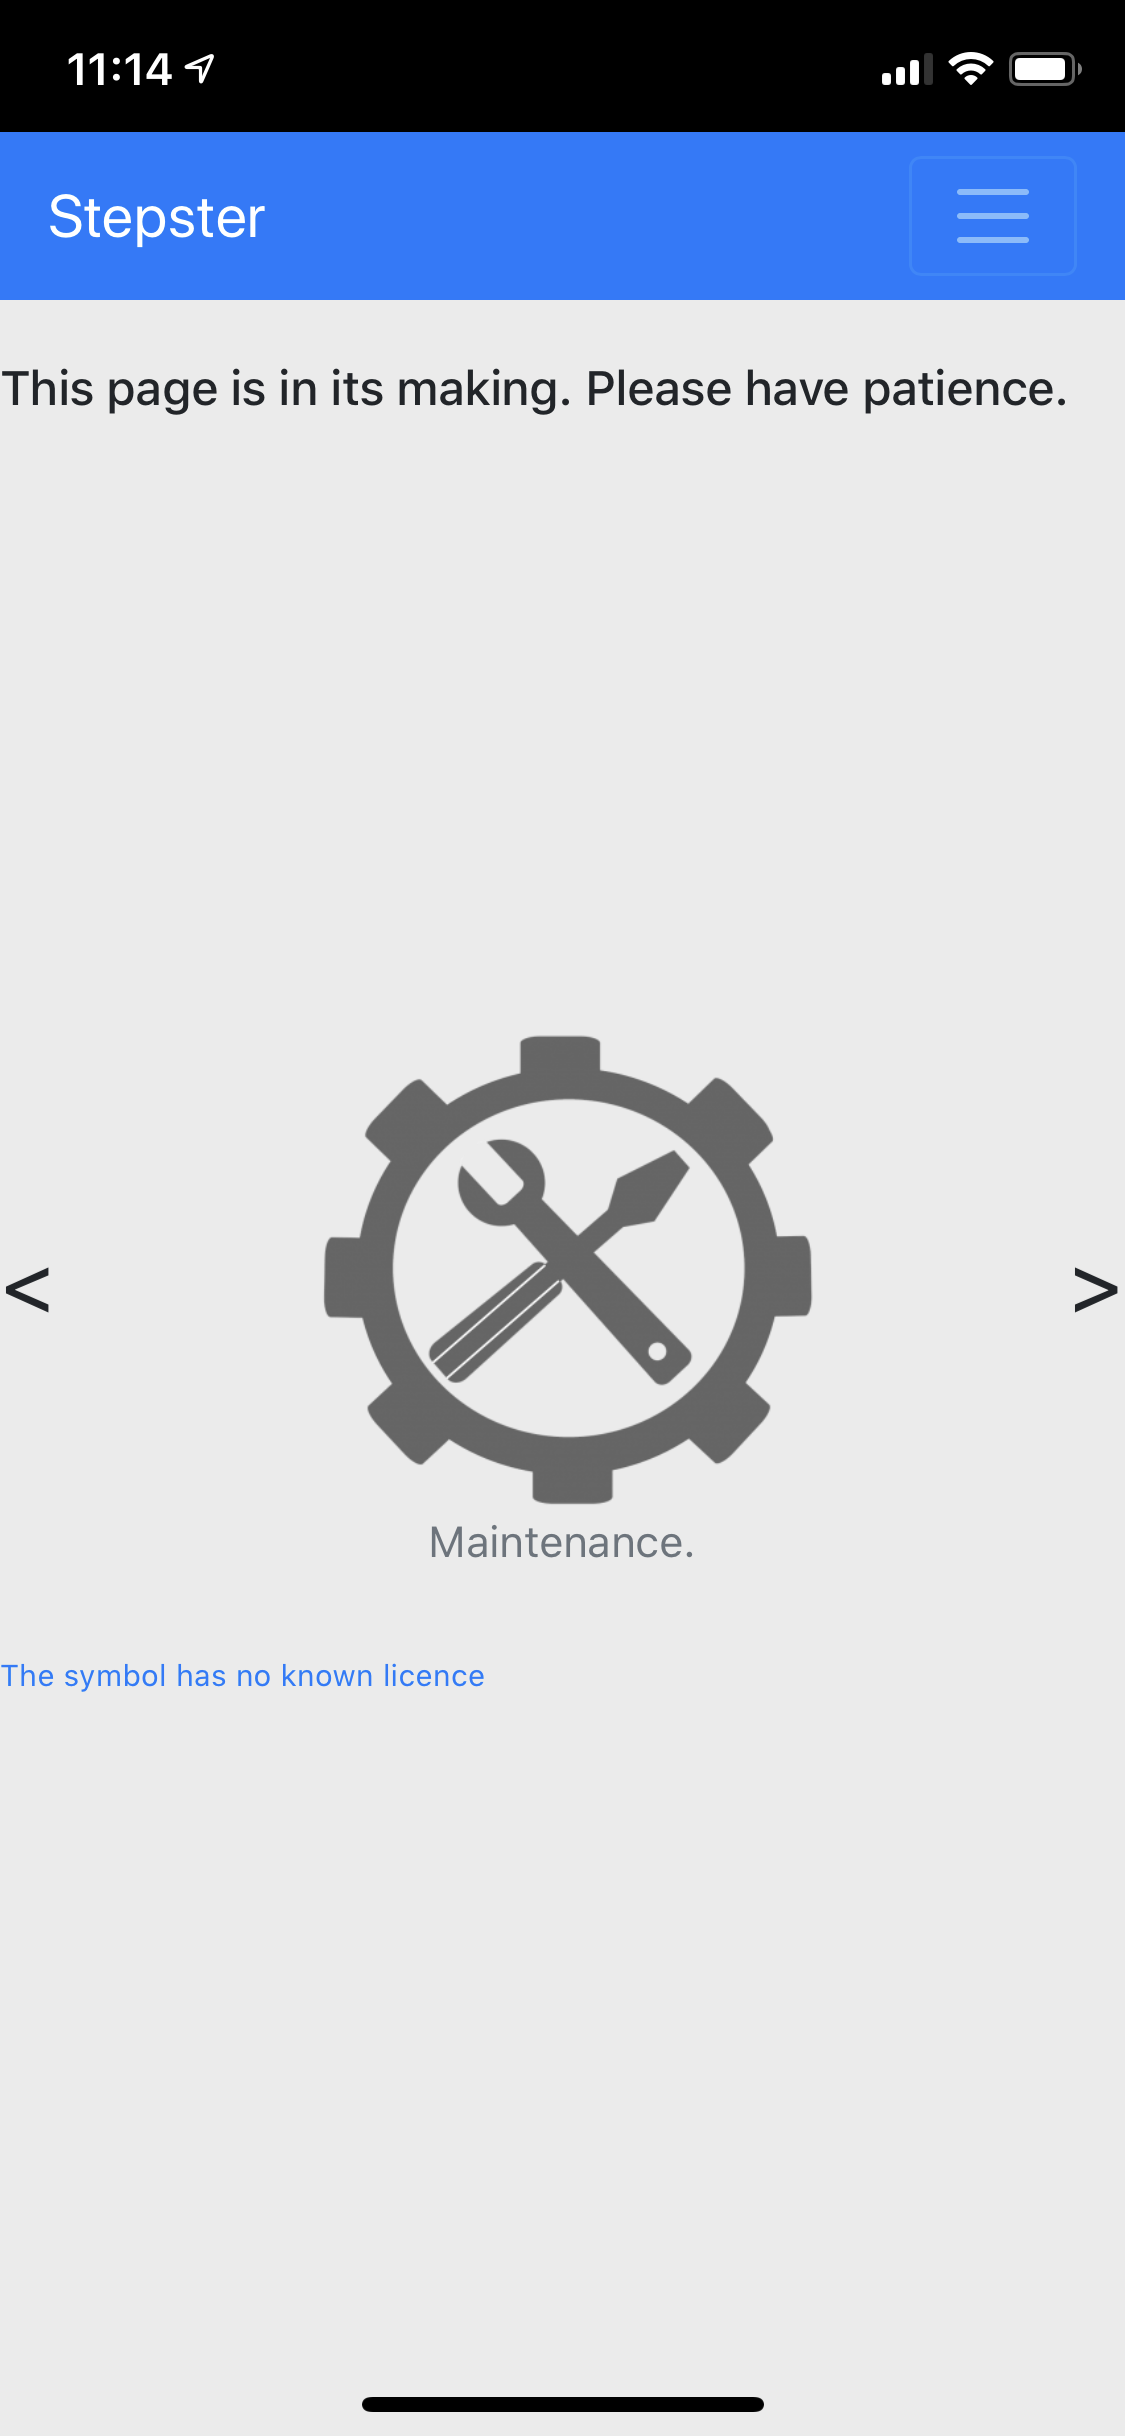 11:14
Stepster
This page is in its making. Please have patience.
< >
Maintenance.
The symbol has no known licence